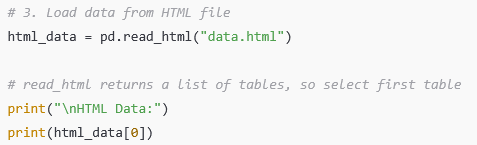 # 3. Load data from HTML file
html_data = pd.read_html("data.html")
# read_html returns a list of tables, so select first table
print("\nHTML Data:")
print(html_data[0])